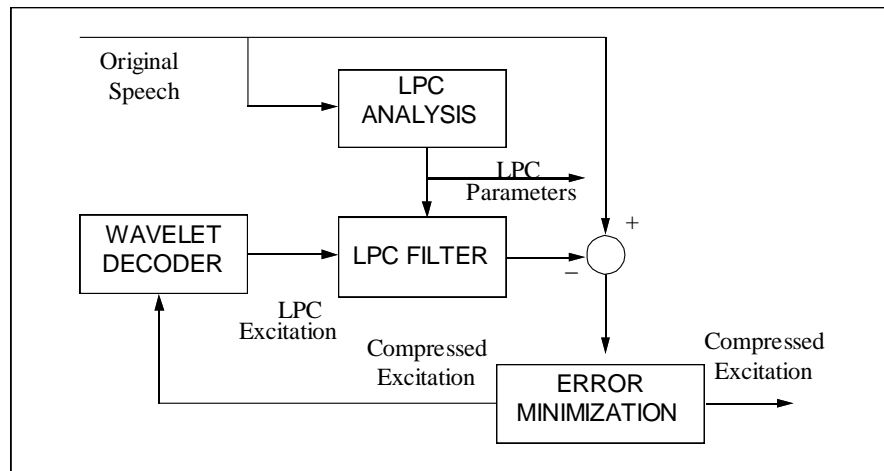 Original
Speech
LPC
ANALYSIS
LPC
Parameters
+
WAVELET
DECODER
LPC FILTER
−
LPC
Excitation
Compressed
Excitation
ERROR
MINIMIZATION
Compressed
Excitation